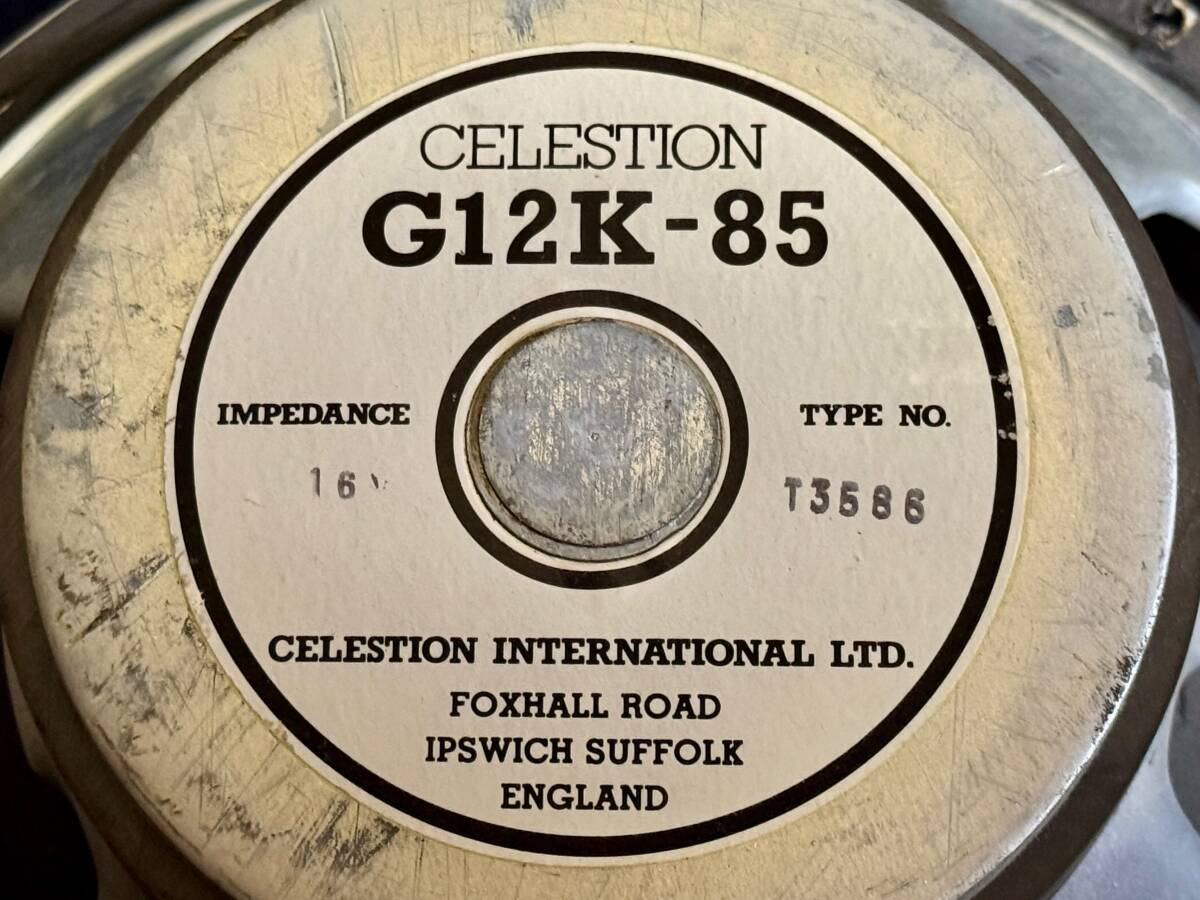 CELESTION
G12K-85
IMPEDANCE
TYPE NO.
16
T3586
CELESTION INTERNATIONAL LTD.
FOXHALL ROAD
IPSWICH SUFFOLK
ENGLAND